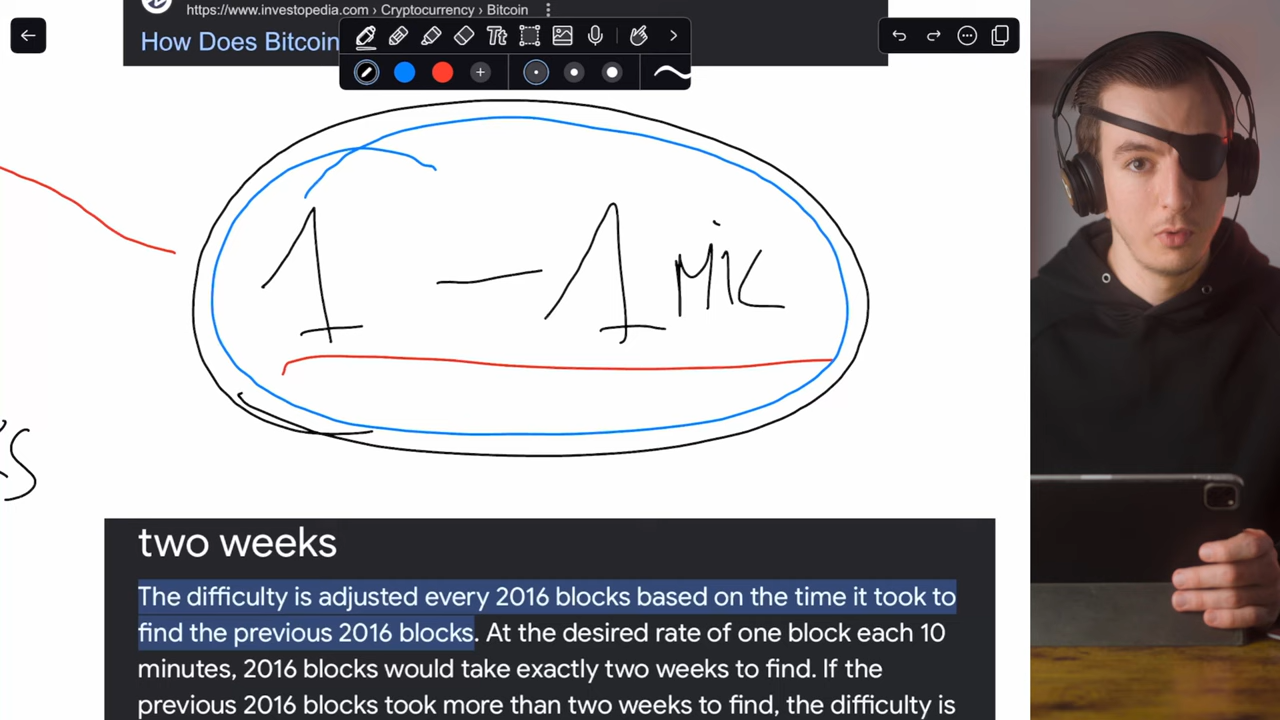 https://www.investopedia.com › Cryptocurrency › Bitcoin
How Does Bitcoin
Tt
1 — 1 MiL
two weeks
The difficulty is adjusted every 2016 blocks based on the time it took to
find the previous 2016 blocks. At the desired rate of one block each 10
minutes, 2016 blocks would take exactly two weeks to find. If the
previous 2016 blocks took more than two weeks to find, the difficulty is